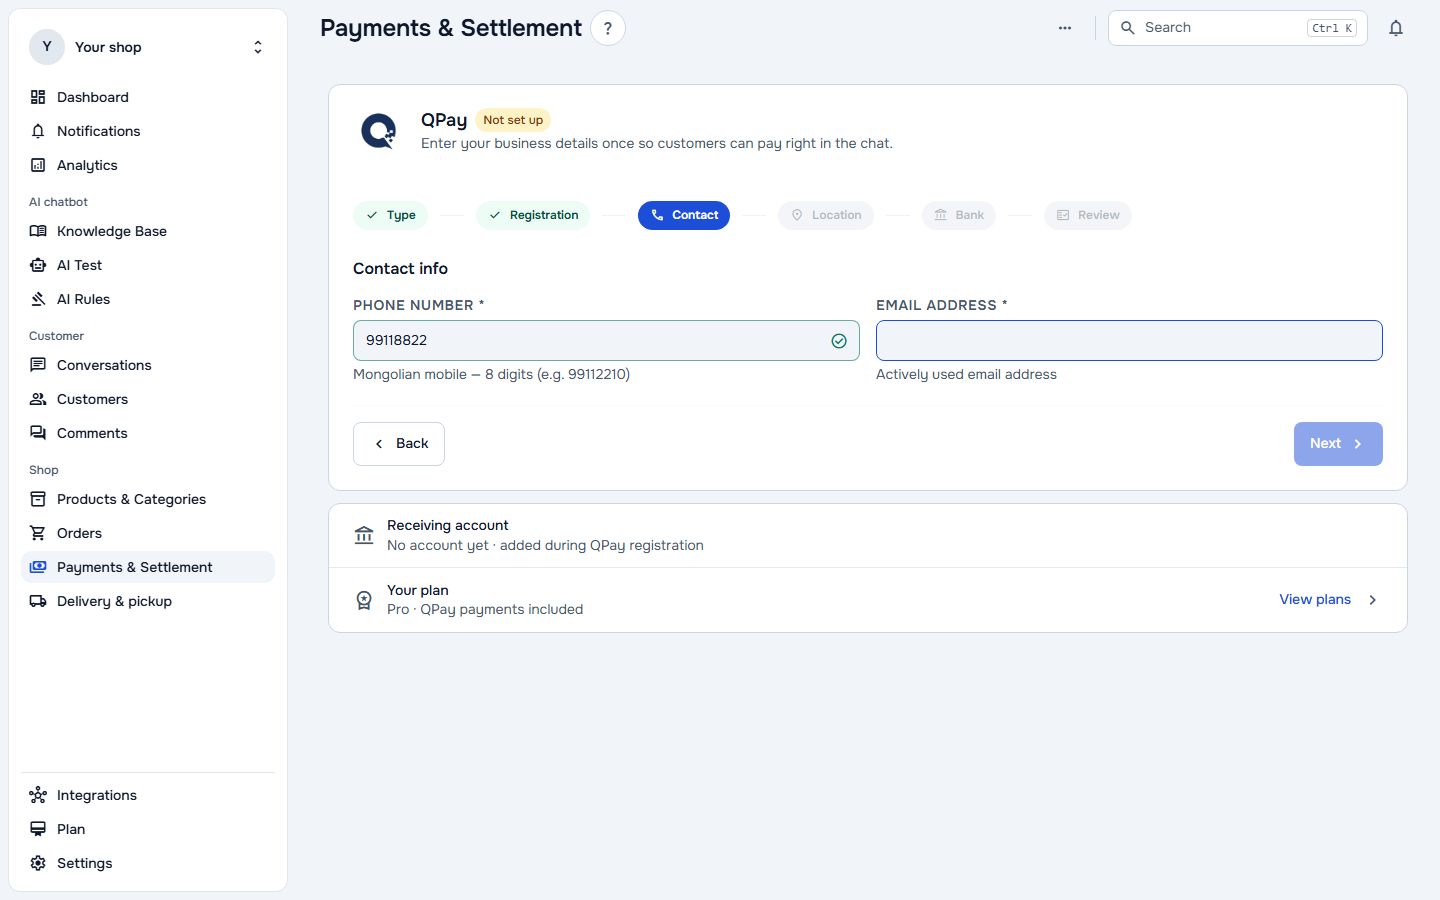 Y Your shop
Payments & Settlement ?
Search Ctrl K
Dashboard
Notifications
Analytics
AI chatbot
Knowledge Base
AI Test
AI Rules
Customer
Conversations
Customers
Comments
Shop
Products & Categories
Orders
Payments & Settlement
Delivery & pickup
Integrations
Plan
Settings
QPay Not set up
Enter your business details once so customers can pay right in the chat.
Type Registration Contact Location Bank Review
Contact info
PHONE NUMBER * EMAIL ADDRESS *
99118822
Mongolian mobile — 8 digits (e.g. 99112210) Actively used email address
Back Next
Receiving account
No account yet · added during QPay registration
Your plan
Pro · QPay payments included
View plans